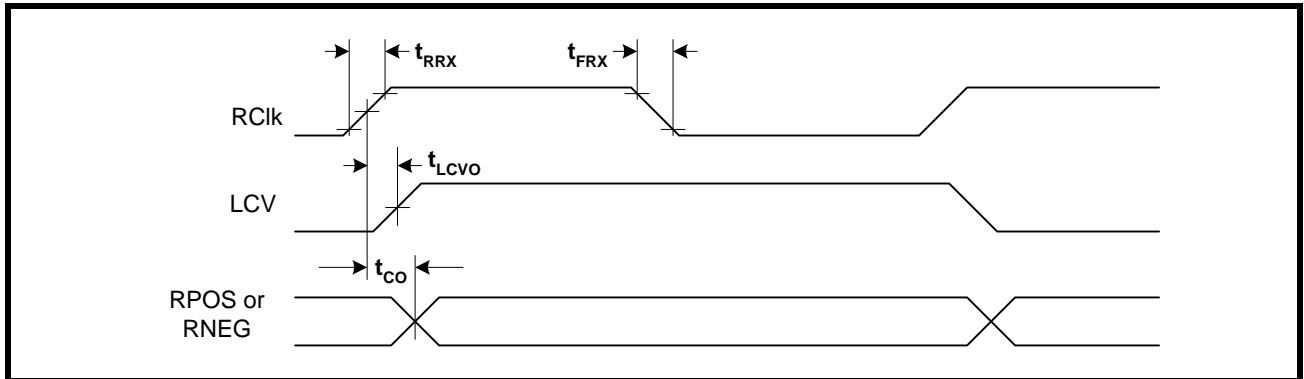 tRRX
tFRX
RClk
tLCVO
LCV
tCO
RPOS or
RNEG